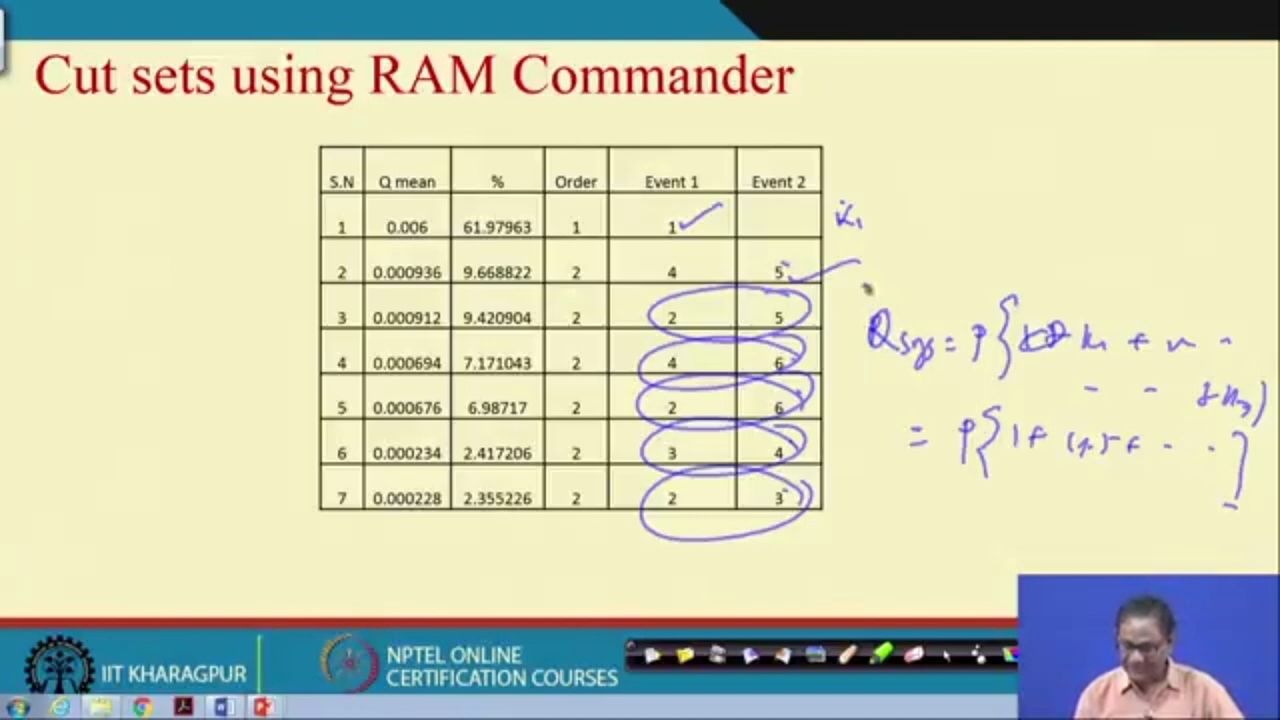 Cut sets using RAM Commander
S.N Q mean % Order Event 1 Event 2
1 0.006 61.97963 1 1
2 0.000936 9.668822 2 4 5
3 0.000912 9.420904 2 2 5
4 0.000694 7.171043 2 4 6
5 0.000676 6.98717 2 2 6
6 0.000234 2.417206 2 3 4
7 0.000228 2.355226 2 2 3
K1
Qsys = P{
= P{1+
IIT KHARAGPUR
NPTEL ONLINE
CERTIFICATION COURSES